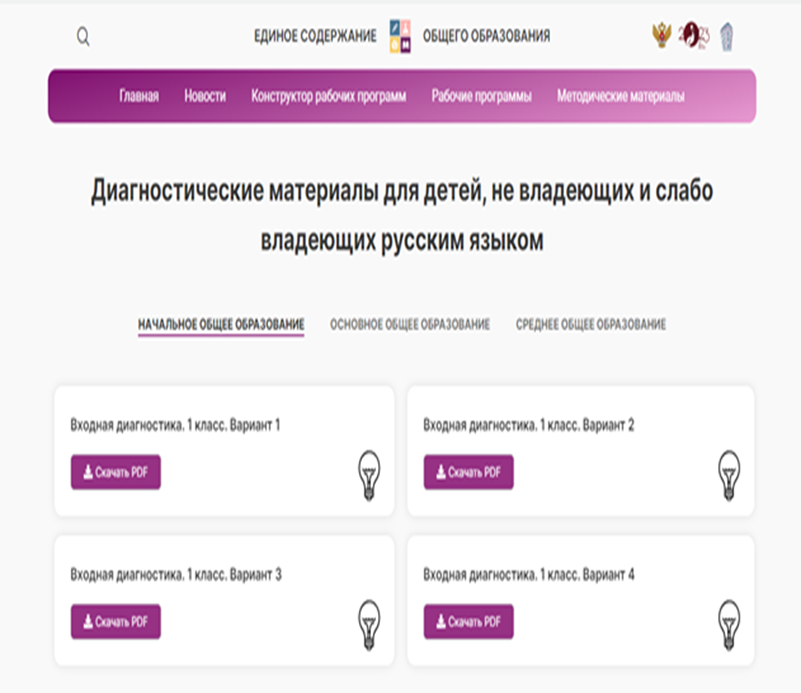 ЕДИНОЕ СОДЕРЖАНИЕ ОБЩЕГО ОБРАЗОВАНИЯ
Главная Новости Конструктор рабочих программ Рабочие программы Методические материалы
Диагностические материалы для детей, не владеющих и слабо
владеющих русским языком
НАЧАЛЬНОЕ ОБЩЕЕ ОБРАЗОВАНИЕ ОСНОВНОЕ ОБЩЕЕ ОБРАЗОВАНИЕ СРЕДНЕЕ ОБЩЕЕ ОБРАЗОВАНИЕ
Входная диагностика. 1 класс. Вариант 1
Скачать PDF
Входная диагностика. 1 класс. Вариант 2
Скачать PDF
Входная диагностика. 1 класс. Вариант 3
Скачать PDF
Входная диагностика. 1 класс. Вариант 4
Скачать PDF